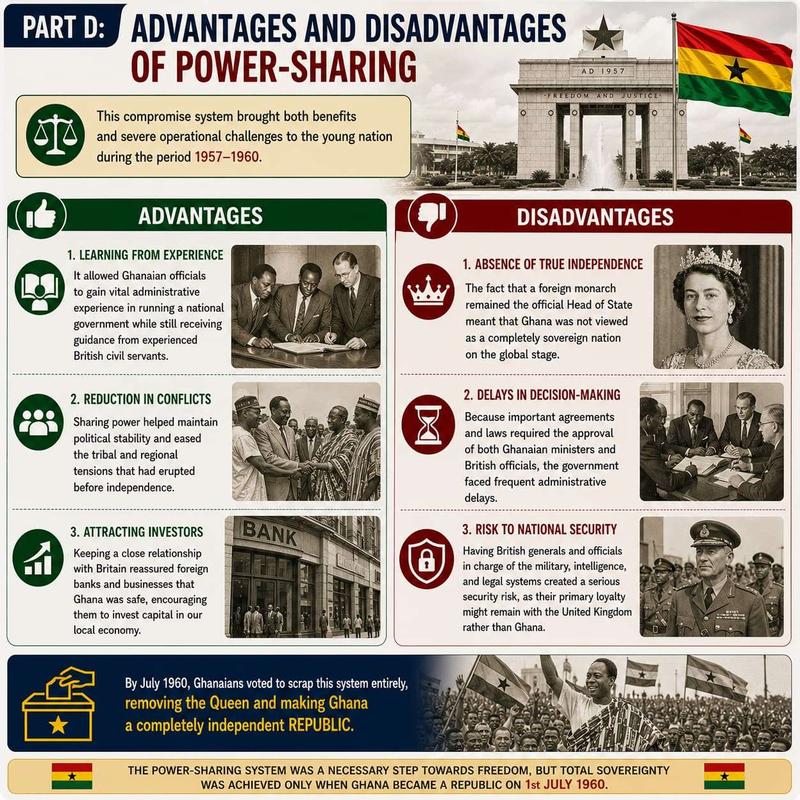 PART D:
ADVANTAGES AND DISADVANTAGES
OF POWER-SHARING
AD 1957
FREEDOM AND JUSTICE
This compromise system brought both benefits
and severe operational challenges to the young nation
during the period 1957–1960.
ADVANTAGES
1. LEARNING FROM EXPERIENCE
It allowed Ghanaian officials
to gain vital administrative
experience in running a national
government while still receiving
guidance from experienced
British civil servants.
2. REDUCTION IN CONFLICTS
Sharing power helped maintain
political stability and eased
the tribal and regional
tensions that had erupted
before independence.
3. ATTRACTING INVESTORS
Keeping a close relationship
with Britain reassured foreign
banks and businesses that
Ghana was safe, encouraging
them to invest capital in our
local economy.
BANK
DISADVANTAGES
1. ABSENCE OF TRUE INDEPENDENCE
The fact that a foreign monarch
remained the official Head of State
meant that Ghana was not viewed
as a completely sovereign nation
on the global stage.
2. DELAYS IN DECISION-MAKING
Because important agreements
and laws required the approval
of both Ghanaian ministers and
British officials, the government
faced frequent administrative
delays.
3. RISK TO NATIONAL SECURITY
Having British generals and officials
in charge of the military, intelligence,
and legal systems created a serious
security risk, as their primary loyalty
might remain with the United Kingdom
rather than Ghana.
By July 1960, Ghanaians voted to scrap this system entirely,
removing the Queen and making Ghana
a completely independent REPUBLIC.
THE POWER-SHARING SYSTEM WAS A NECESSARY STEP TOWARDS FREEDOM, BUT TOTAL SOVEREIGNTY
WAS ACHIEVED ONLY WHEN GHANA BECAME A REPUBLIC ON 1st JULY 1960.